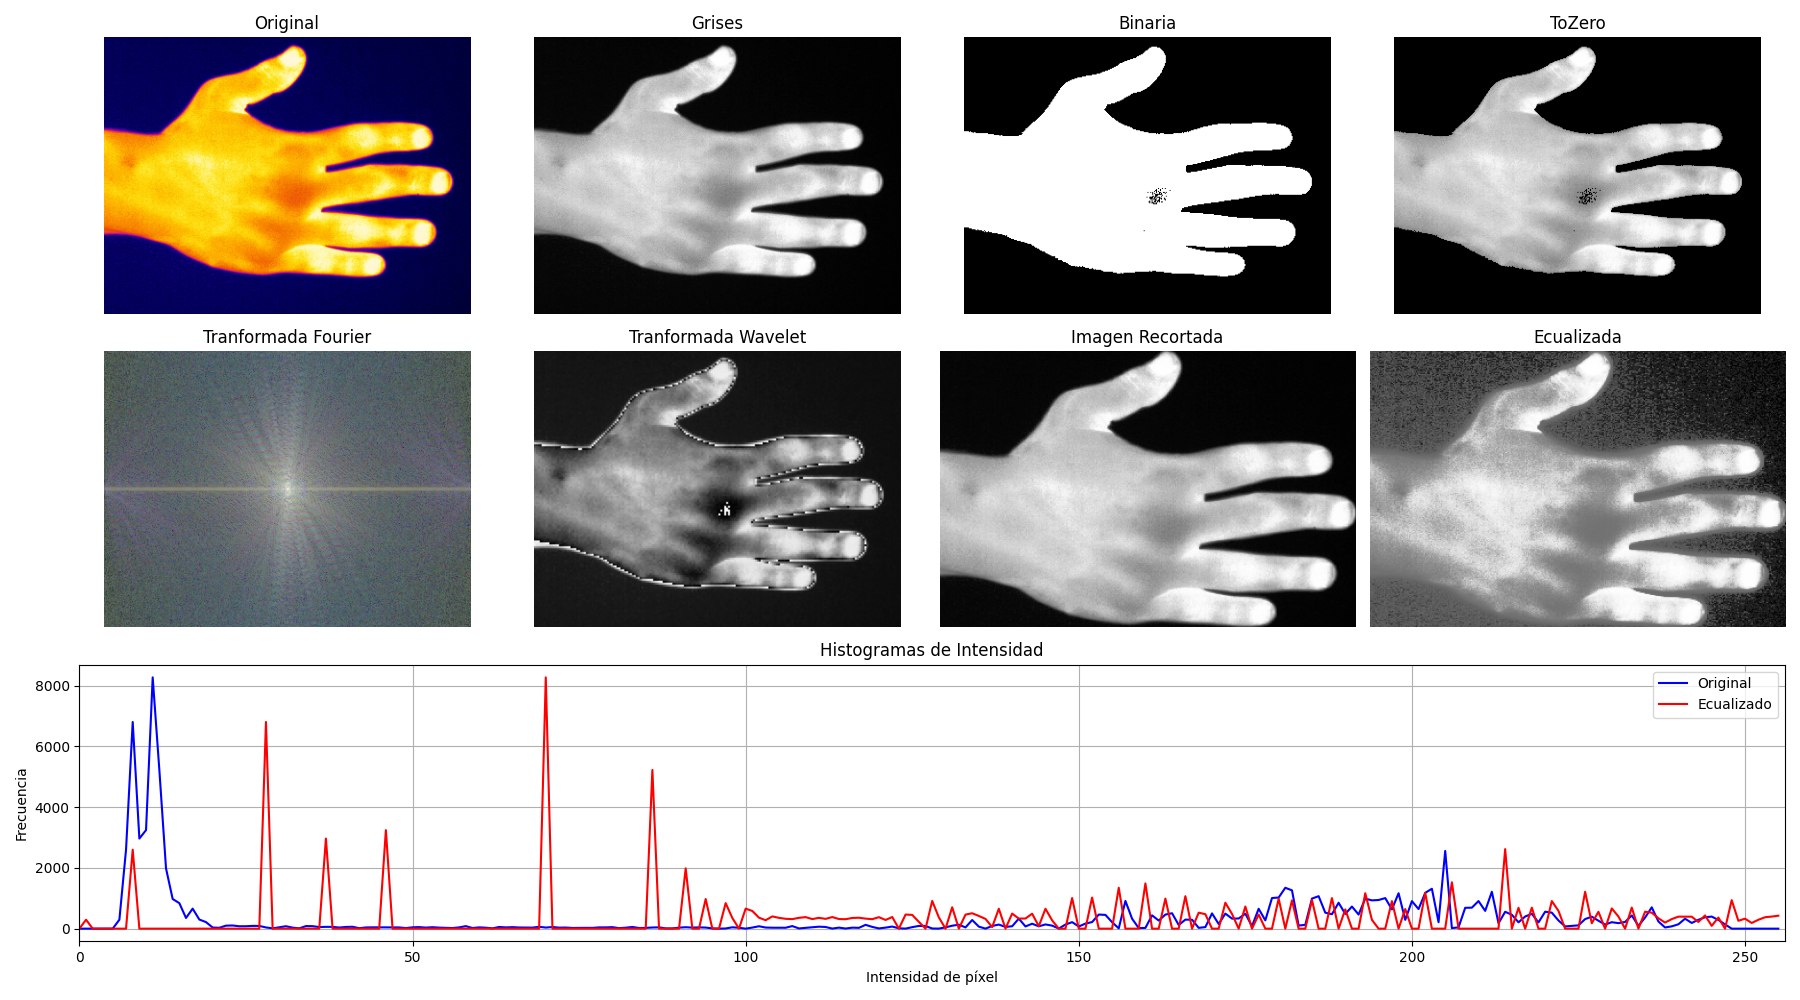 Original
Grises
Binaria
ToZero
Tranformada Fourier
Tranformada Wavelet
Imagen Recortada
Ecualizada
Histogramas de Intensidad
Original
Ecualizado
Frecuencia
8000
6000
4000
2000
0
0
50
100
150
200
250
Intensidad de píxel